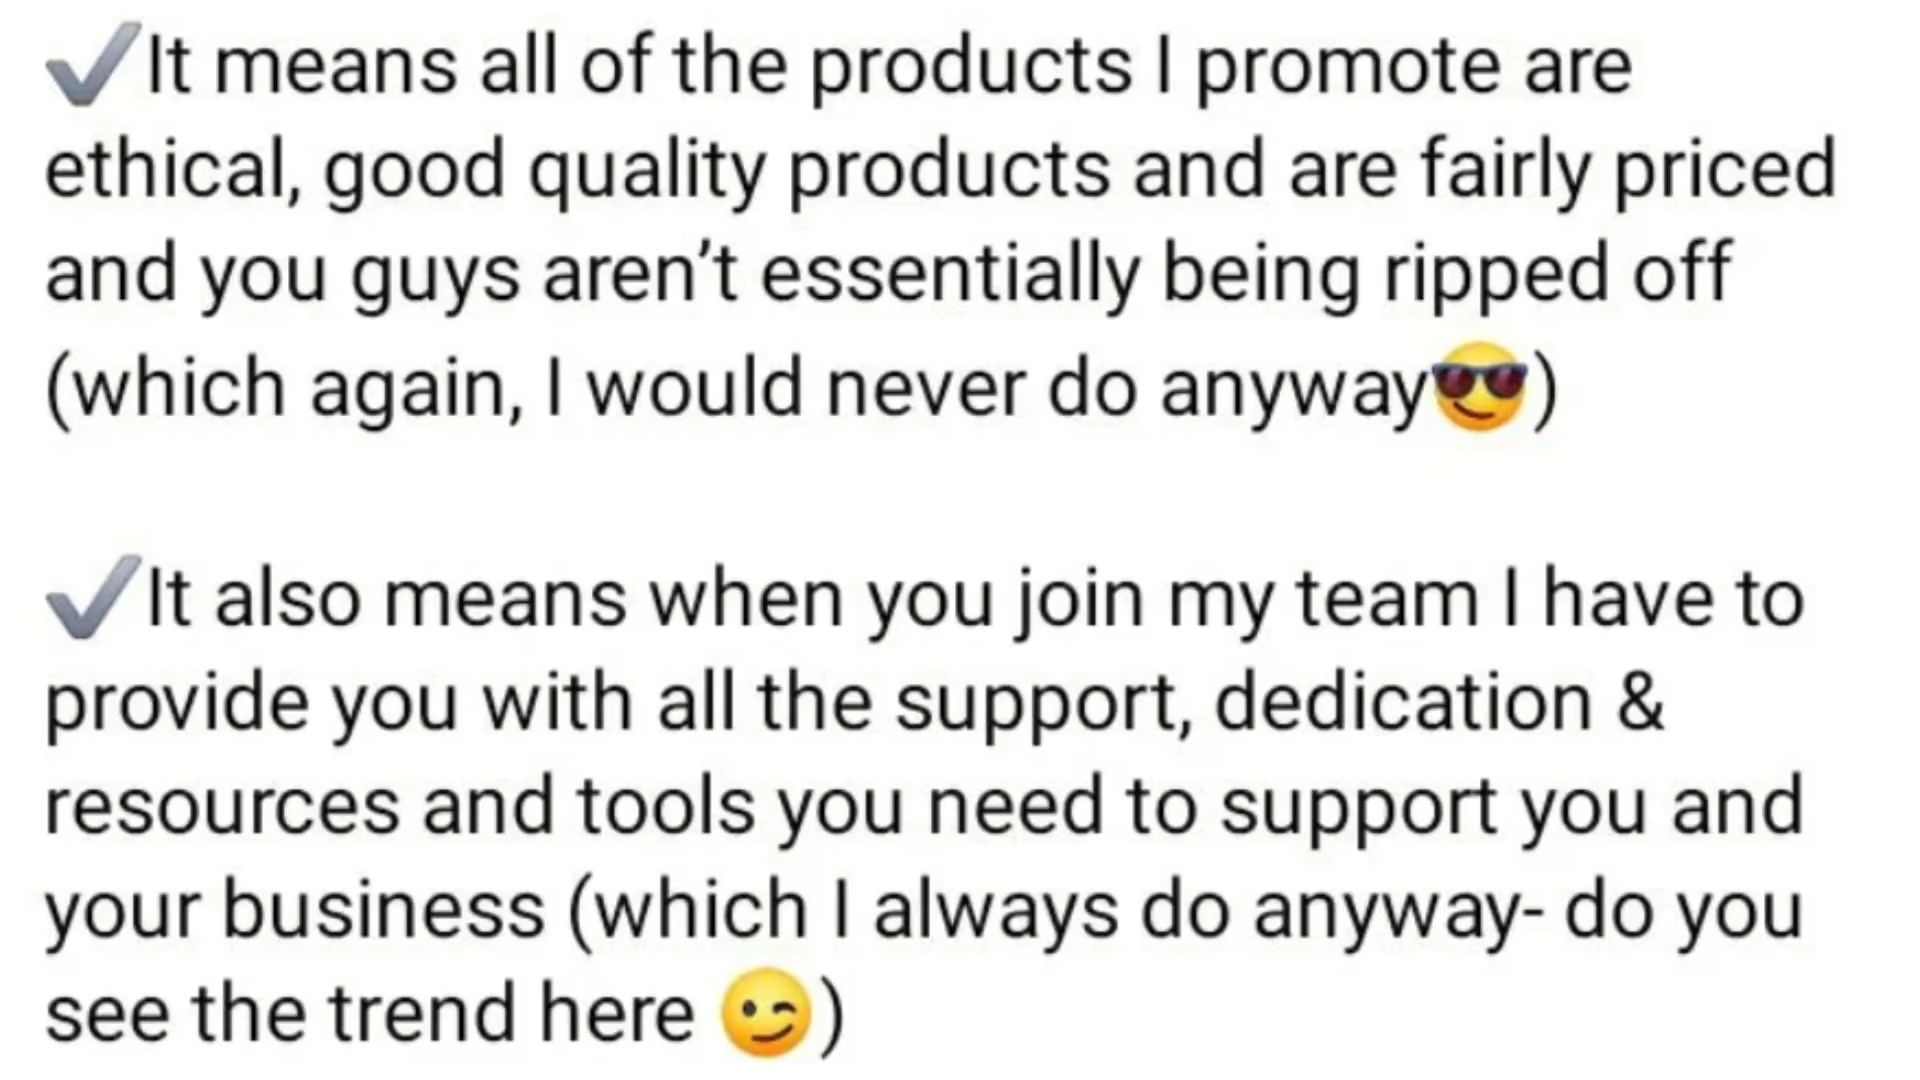 ✔️It means all of the products I promote are
ethical, good quality products and are fairly priced
and you guys aren’t essentially being ripped off
(which again, I would never do anyway😎)
✔️It also means when you join my team I have to
provide you with all the support, dedication &
resources and tools you need to support you and
your business (which I always do anyway- do you
see the trend here 😉)